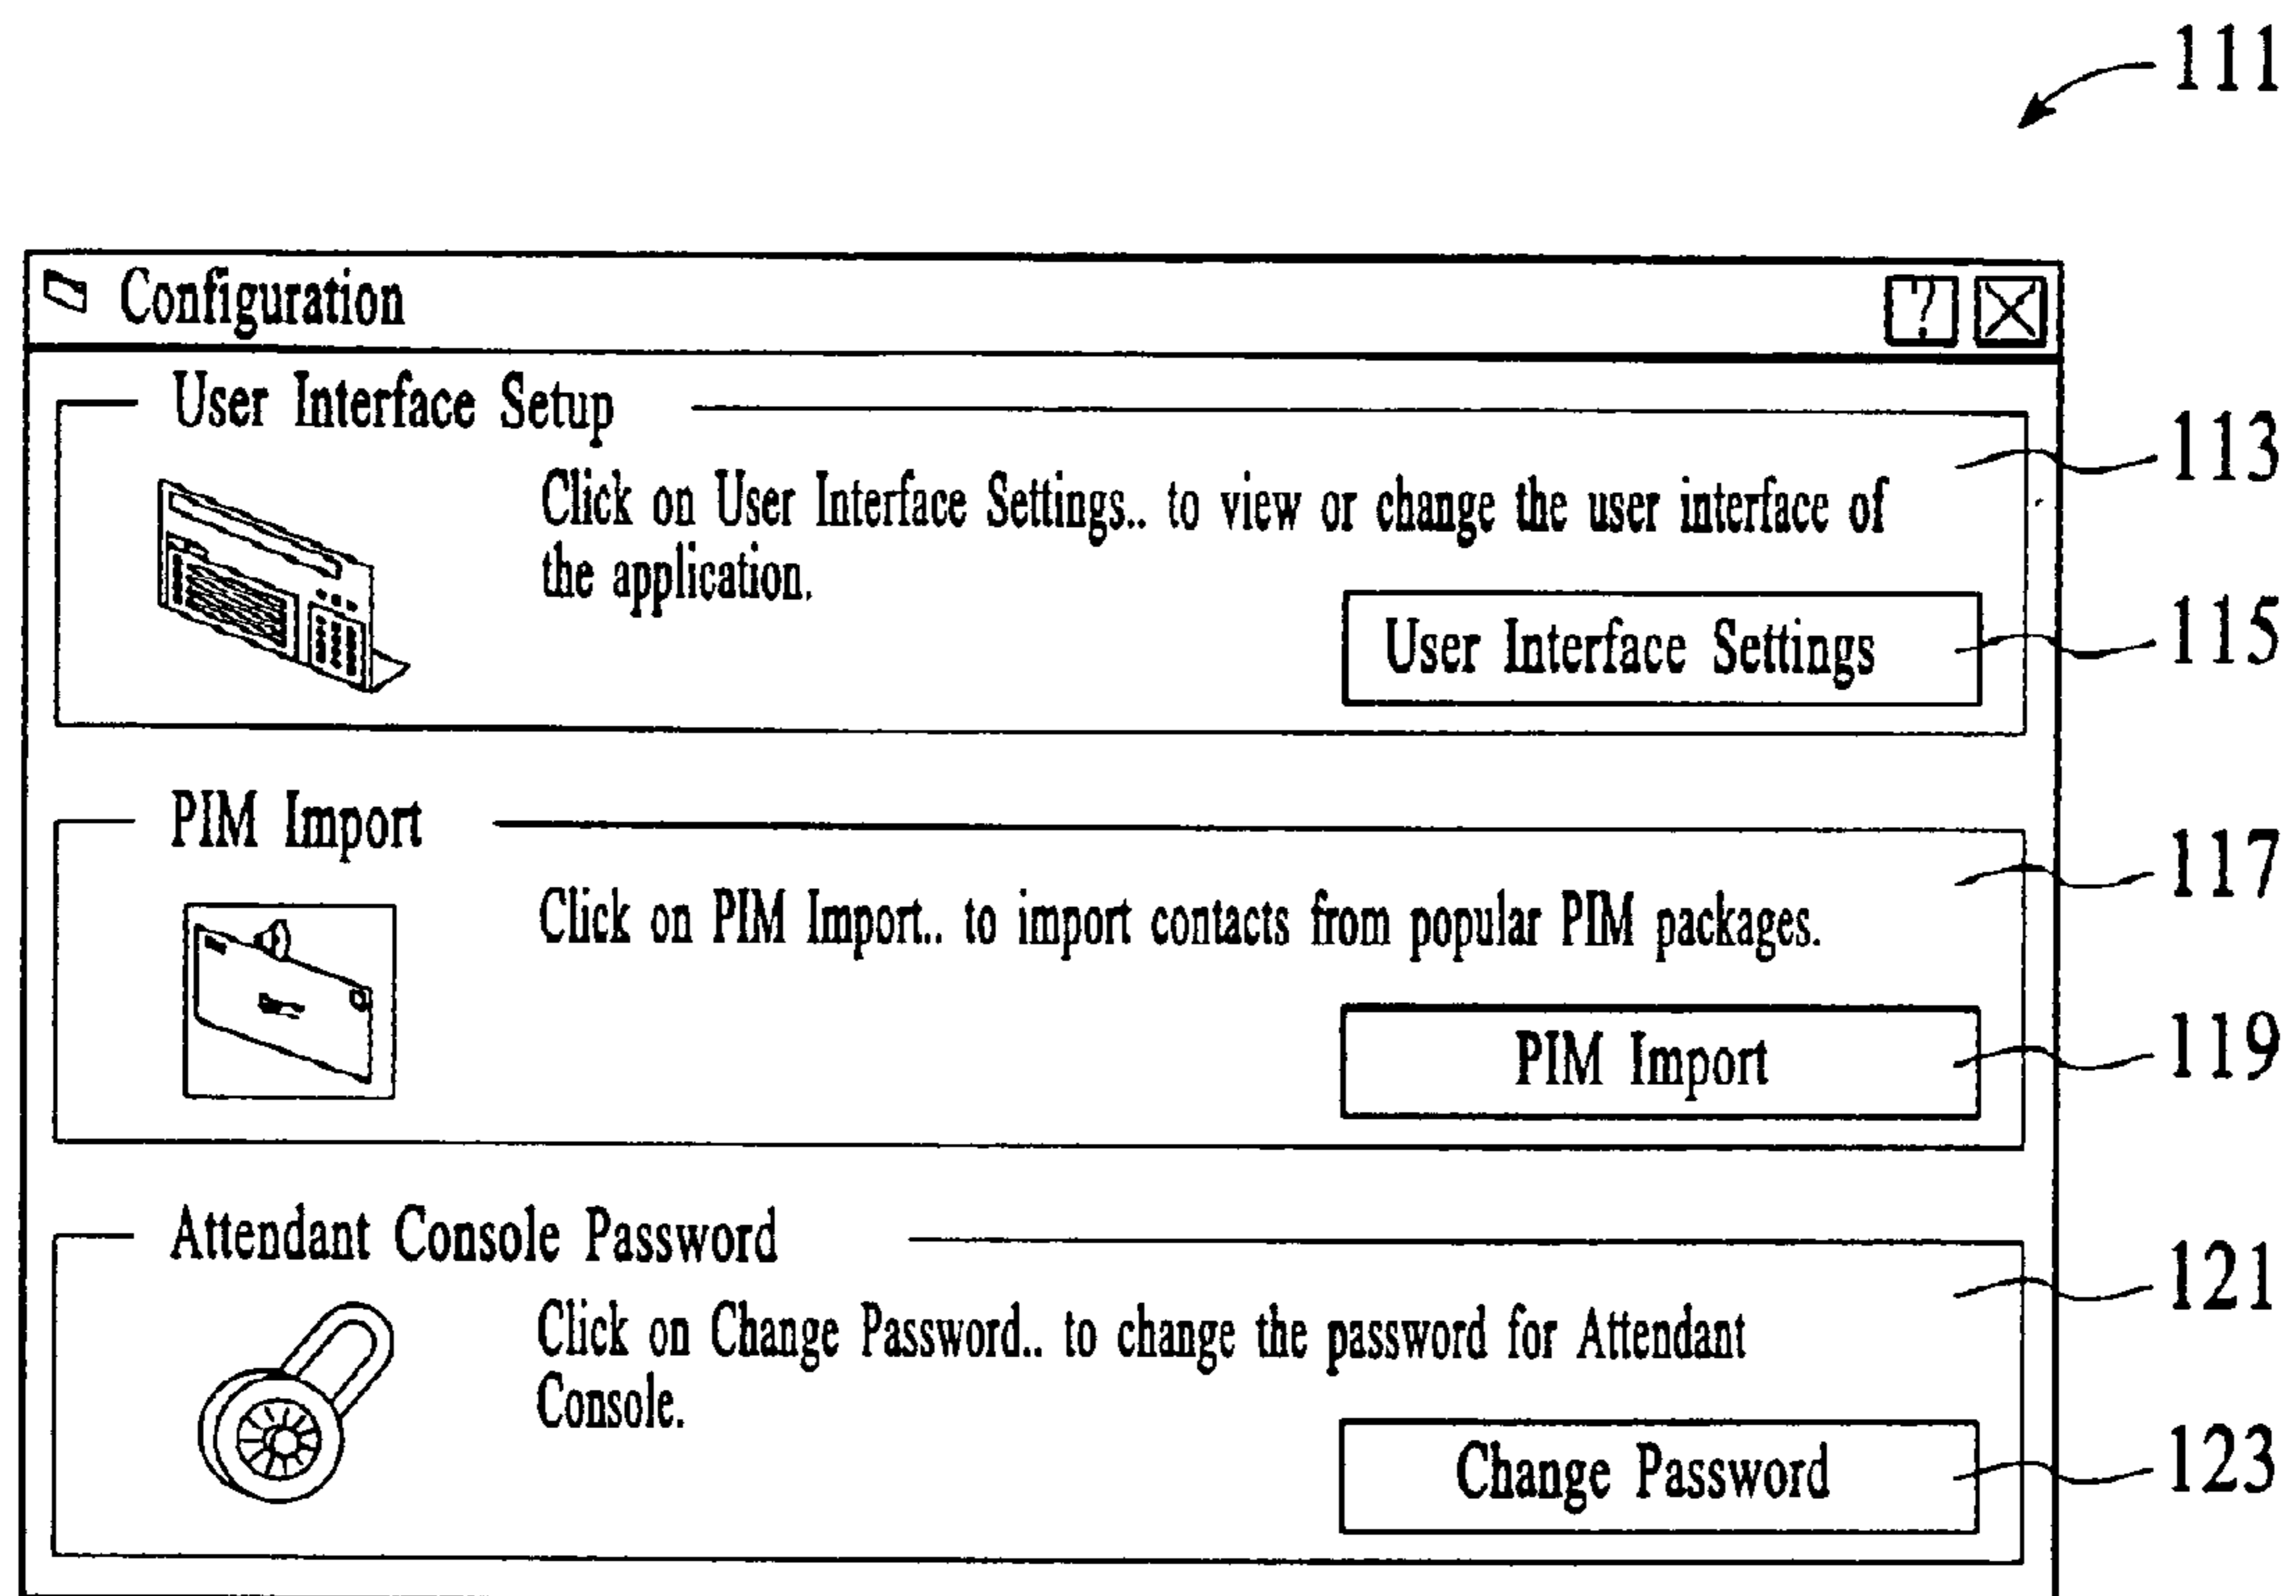 111
Configuration
?
User Interface Setup
113
Click on User Interface Settings.. to view or change the user interface of
the application.
User Interface Settings
115
PIM Import
117
Click on PIM Import.. to import contacts from popular PIM packages.
PIM Import
119
Attendant Console Password
121
Click on Change Password.. to change the password for Attendant
Console.
Change Password
123